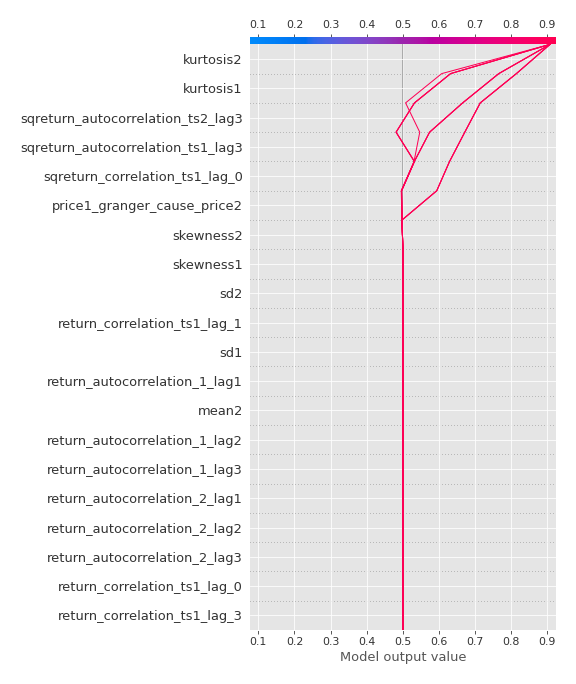 0.1 0.2 0.3 0.4 0.5 0.6 0.7 0.8 0.9
kurtosis2
kurtosis1
sqreturn_autocorrelation_ts2_lag3
sqreturn_autocorrelation_ts1_lag3
sqreturn_correlation_ts1_lag_0
price1_granger_cause_price2
skewness2
skewness1
sd2
return_correlation_ts1_lag_1
sd1
return_autocorrelation_1_lag1
mean2
return_autocorrelation_1_lag2
return_autocorrelation_1_lag3
return_autocorrelation_2_lag1
return_autocorrelation_2_lag2
return_autocorrelation_2_lag3
return_correlation_ts1_lag_0
return_correlation_ts1_lag_3
0.1 0.2 0.3 0.4 0.5 0.6 0.7 0.8 0.9
Model output value